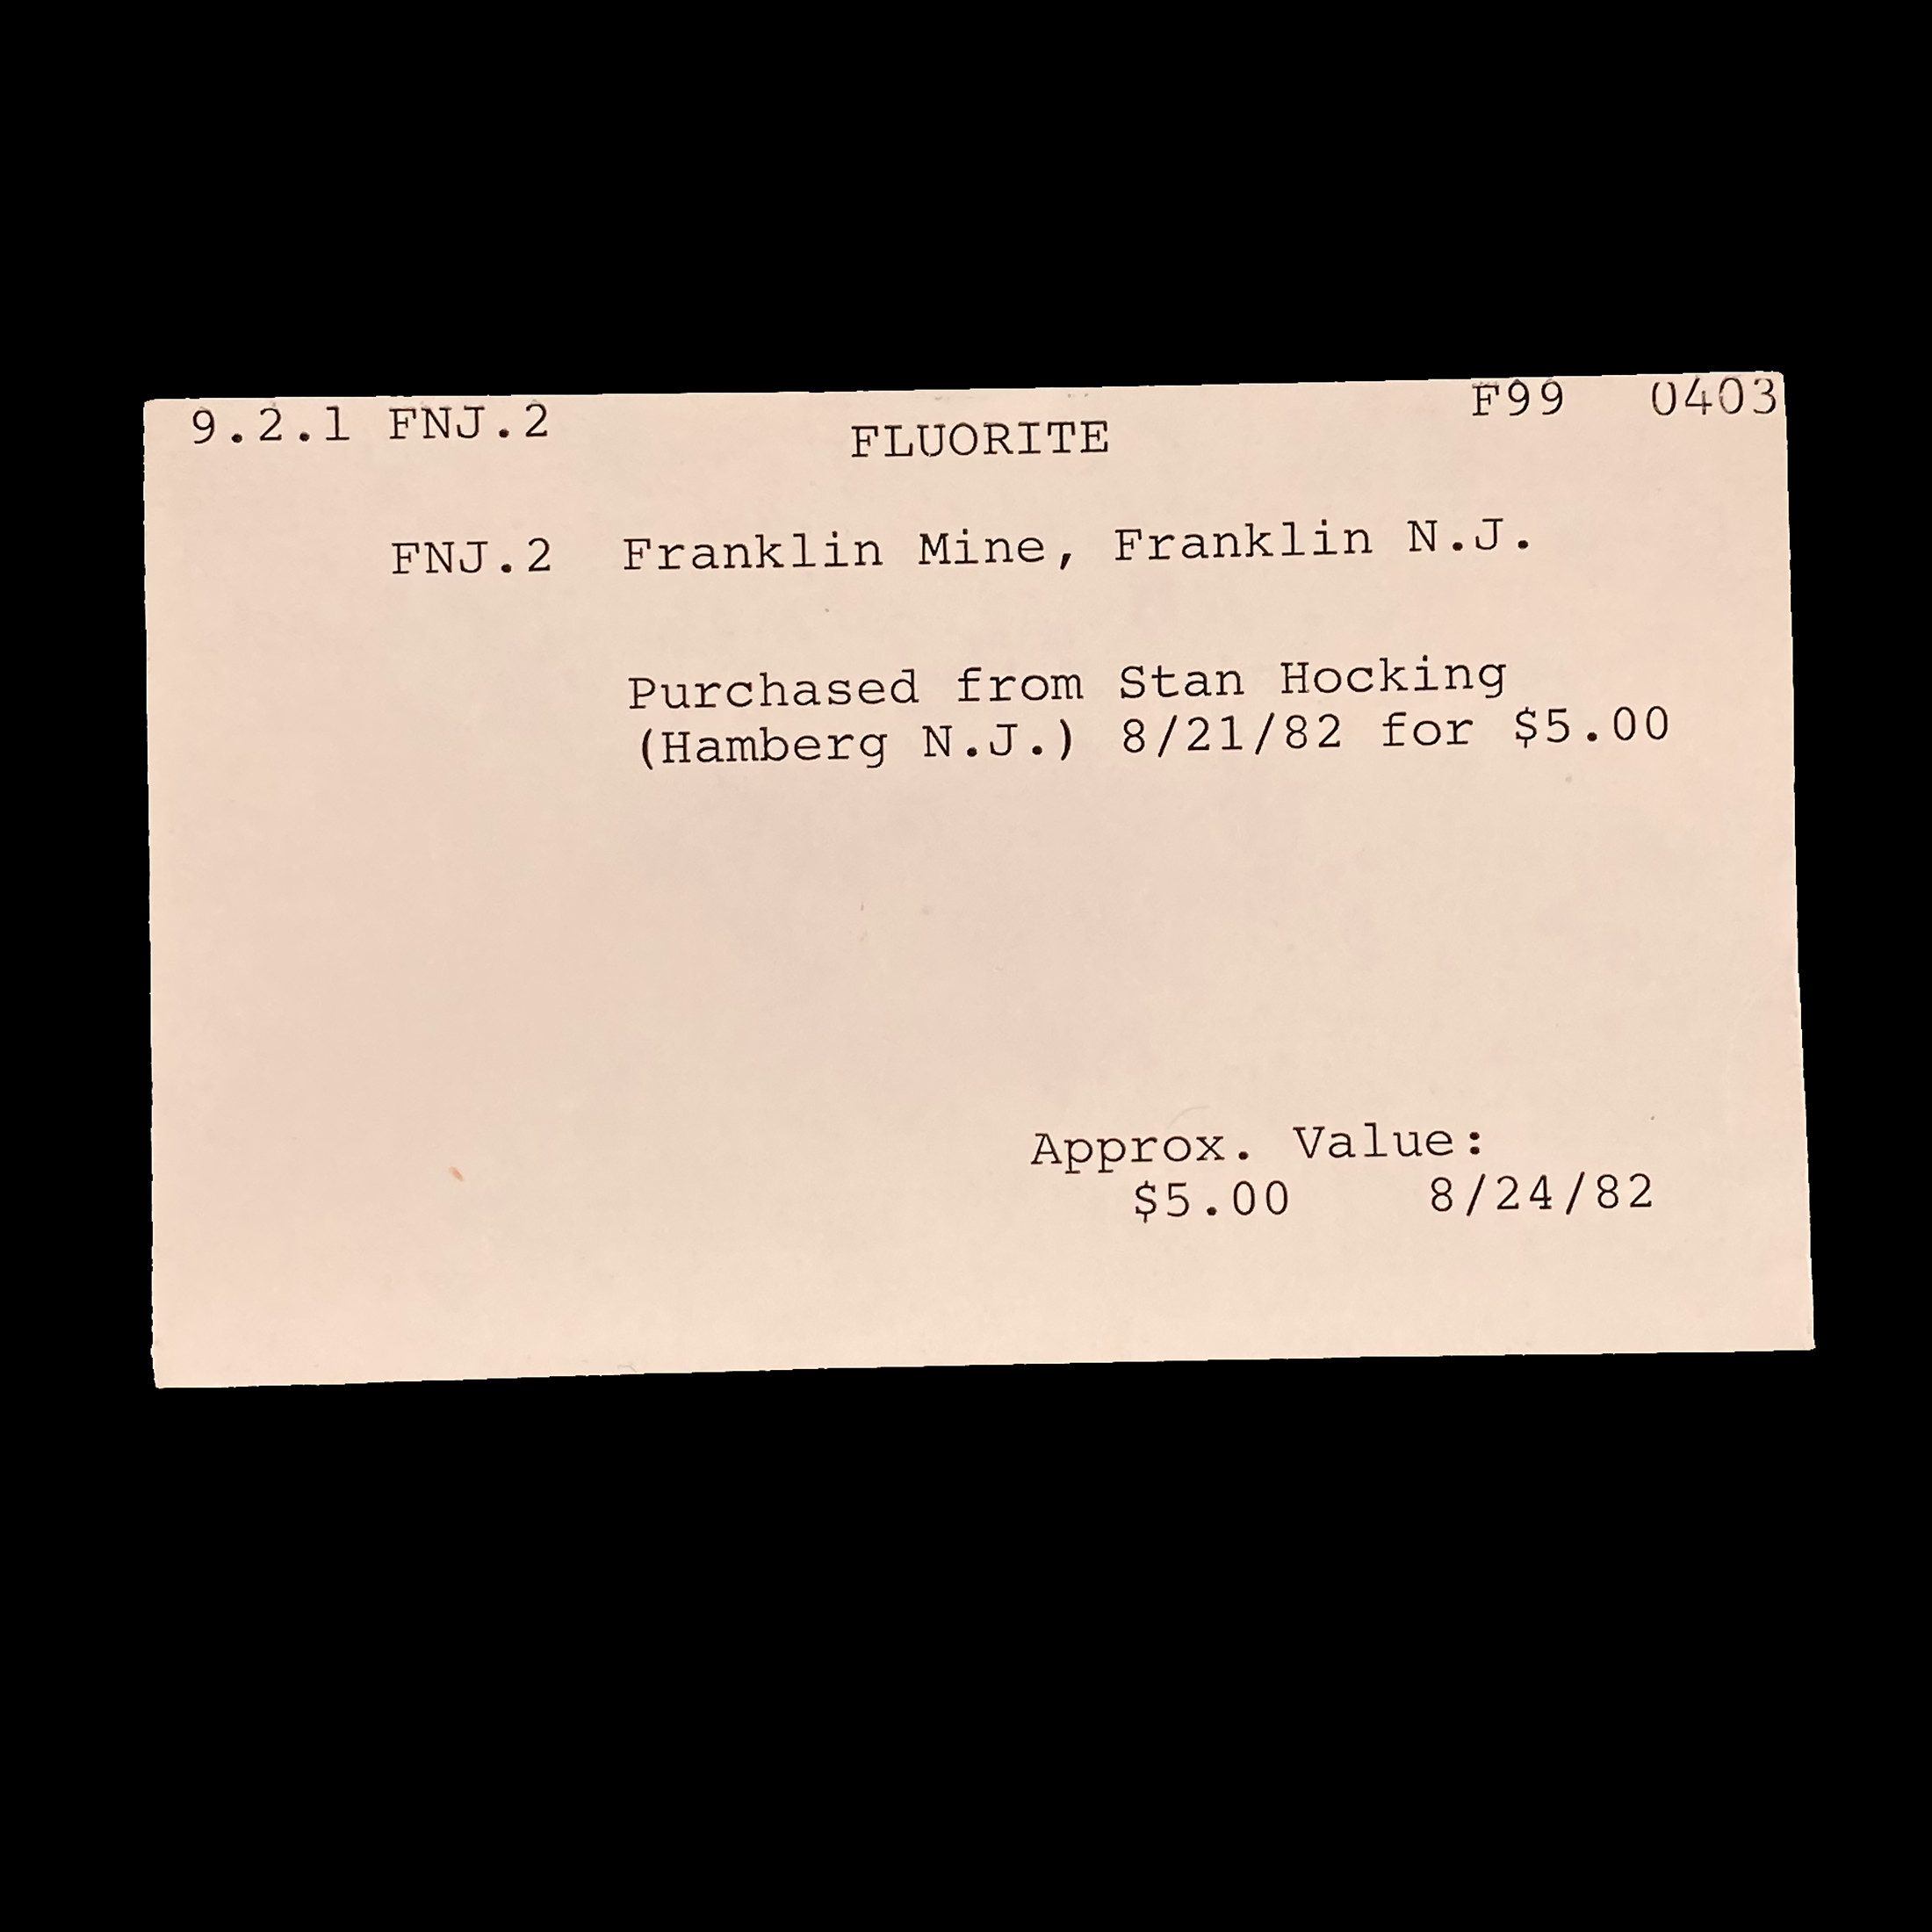 9.2.1 FNJ.2 F99 0403
FLUORITE
FNJ.2 Franklin Mine, Franklin N.J.
Purchased from Stan Hocking
(Hamberg N.J.) 8/21/82 for $5.00
Approx. Value:
$5.00 8/24/82